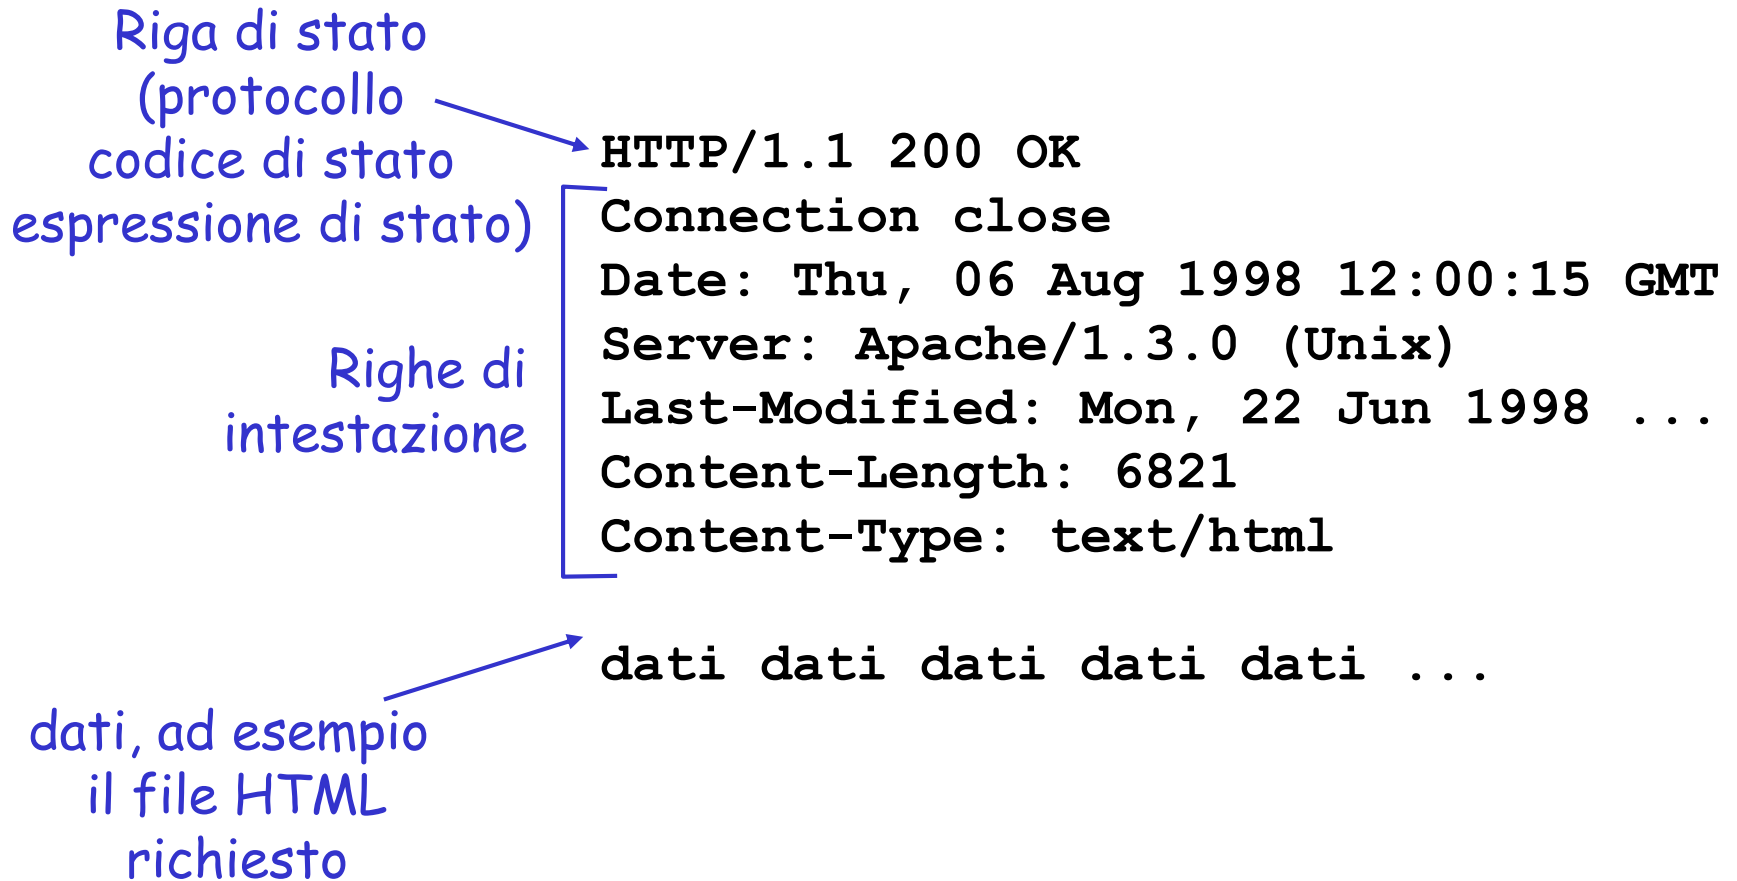 Riga di stato
(protocollo
codice di stato
espressione di stato)
HTTP/1.1 200 OK
Connection close
Date: Thu, 06 Aug 1998 12:00:15 GMT
Server: Apache/1.3.0 (Unix)
Last-Modified: Mon, 22 Jun 1998 ...
Content-Length: 6821
Content-Type: text/html
Righe di
intestazione
dati dati dati dati dati ...
dati, ad esempio
il file HTML
richiesto